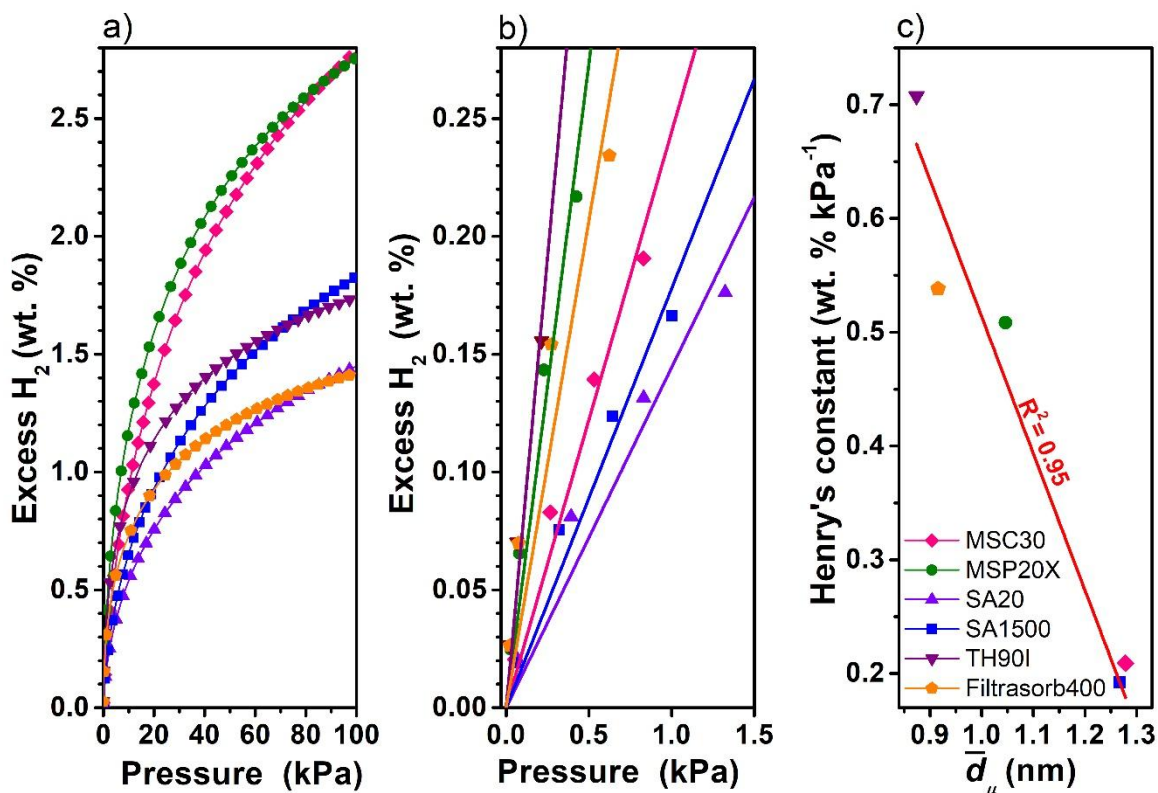 a)
Excess H2 (wt. %)
2.5
2.0
1.5
1.0
0.5
0.0
0 20 40 60 80 100
Pressure (kPa)
b)
Excess H2 (wt. %)
0.25
0.20
0.15
0.10
0.05
0.00
0.0 0.5 1.0 1.5
Pressure (kPa)
c)
Henry's constant (wt. % kPa-1)
0.7
0.6
0.5
0.4
0.3
0.2
R2= 0.95
MSC30
MSP20X
SA20
SA1500
TH90I
Filtrasorb400
0.9 1.0 1.1 1.2 1.3
d̅μ (nm)